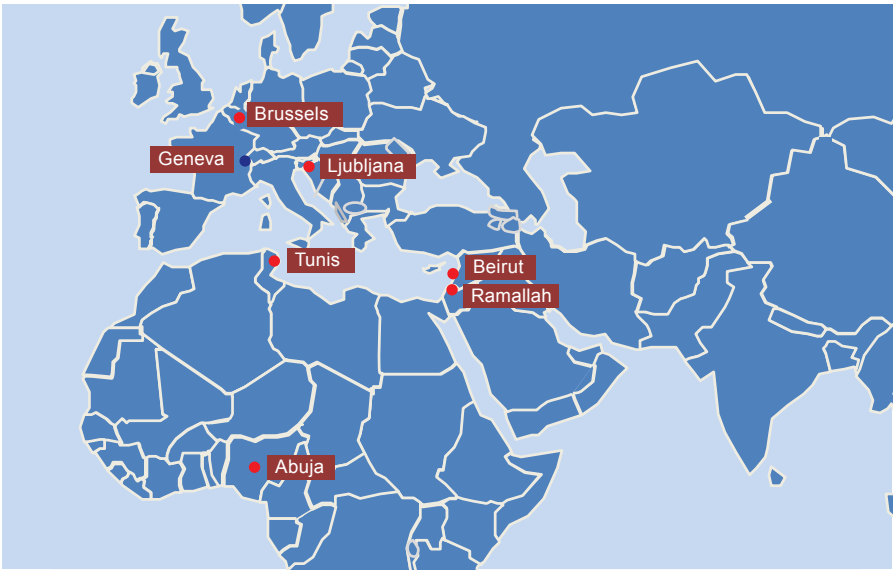 Brussels
Geneva
Ljubljana
Tunis
Beirut
Ramallah
Abuja